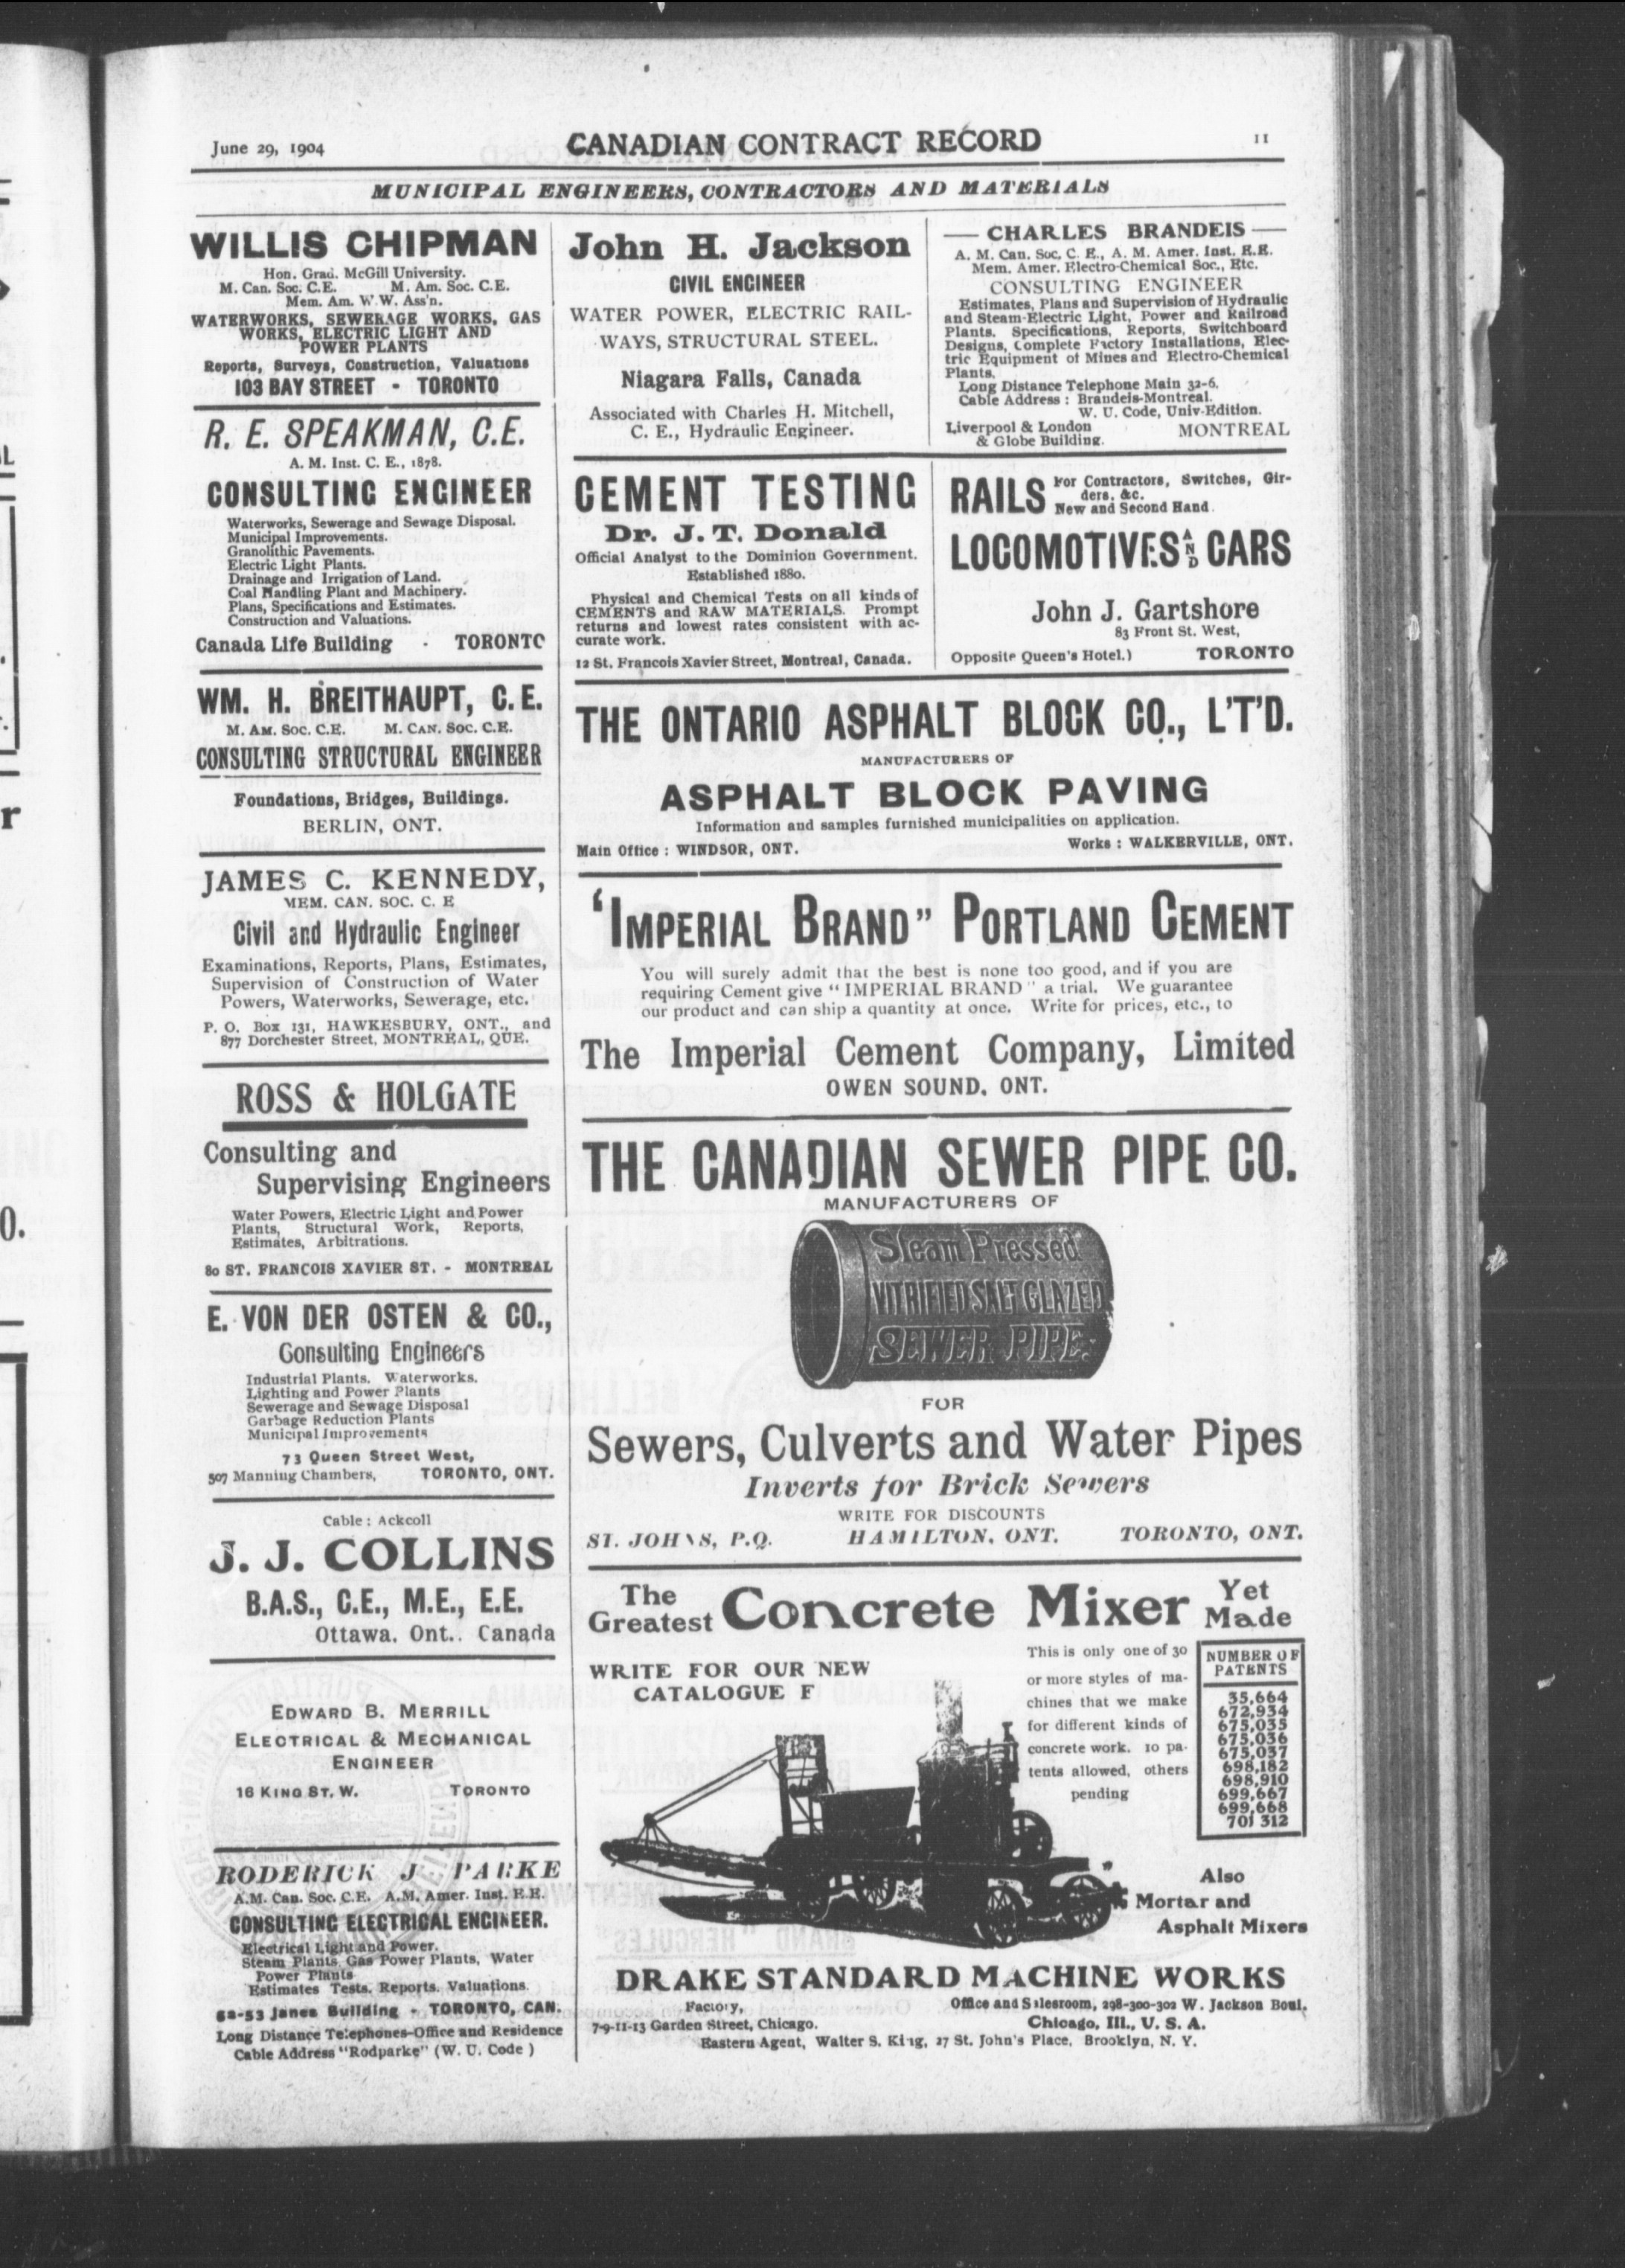 June 29, 1904
CANADIAN CONTRACT RECORD
11
MUNICIPAL ENGINEERS, CONTRACTORS AND MATERIALS
WILLIS CHIPMAN
Hon. Grad. McGill University.
M. Can. Soc. C.E. M. Am. Soc. C.E.
Mem. Am. W.W. Ass'n.
WATERWORKS, SEWERAGE WORKS, GAS
WORKS, ELECTRIC LIGHT AND
POWER PLANTS
Reports, Surveys, Construction, Valuations
103 BAY STREET - TORONTO
R. E. SPEAKMAN, C.E.
A. M. Inst. C. E., 1878.
CONSULTING ENGINEER
Waterworks, Sewerage and Sewage Disposal.
Municipal Improvements.
Granolithic Pavements.
Electric Light Plants.
Drainage and Irrigation of Land.
Coal Handling Plant and Machinery.
Plans, Specifications and Estimates.
Construction and Valuations.
Canada Life Building - TORONTO
WM. H. BREITHAUPT, C.E.
M. AM. SOC. C.E. M. CAN. SOC. C.E.
CONSULTING STRUCTURAL ENGINEER
Foundations, Bridges, Buildings.
BERLIN, ONT.
JAMES C. KENNEDY,
MEM. CAN. SOC. C. E
Civil and Hydraulic Engineer
Examinations, Reports, Plans, Estimates,
Supervision of Construction of Water
Powers, Waterworks, Sewerage, etc.
P. O. Box 131, HAWKESBURY, ONT., and
877 Dorchester Street, MONTREAL, QUE.
ROSS & HOLGATE
Consulting and
Supervising Engineers
Water Powers, Electric Light and Power
Plants, Structural Work, Reports,
Estimates, Arbitrations.
80 ST. FRANCOIS XAVIER ST. - MONTREAL
E. VON DER OSTEN & CO.,
Consulting Engineers
Industrial Plants. Waterworks.
Lighting and Power Plants
Sewerage and Sewage Disposal
Garbage Reduction Plants
Municipal Improvements
73 Queen Street West,
507 Manning Chambers, TORONTO, ONT.
Cable: Ackcoll
J. J. COLLINS
B.A.S., C.E., M.E., E.E.
Ottawa. Ont.. Canada
EDWARD B. MERRILL
ELECTRICAL & MECHANICAL
ENGINEER
16 KING ST. W. TORONTO
RODERICK J PARKE
A.M. Can. Soc. C.E. A.M. Amer. Inst. E.E.
CONSULTING ELECTRICAL ENGINEER.
Electrical Light and Power.
Steam Plants Gas Power Plants, Water
Power Plants
Estimates Tests. Reports. Valuations.
52-53 Janes Building - TORONTO, CAN.
Long Distance Telephones-Office and Residence
Cable Address "Rodparke" (W. U. Code )
John H. Jackson
CIVIL ENGINEER
WATER POWER, ELECTRIC RAIL-
WAYS, STRUCTURAL STEEL.
Niagara Falls, Canada
Associated with Charles H. Mitchell,
C. E., Hydraulic Engineer.
CHARLES BRANDEIS
A. M. Can. Soc. C. E., A. M. Amer. Inst. E.E.
Mem. Amer. Electro-Chemical Soc., Etc.
CONSULTING ENGINEER
Estimates, Plans and Supervision of Hydraulic
and Steam-Electric Light, Power and Railroad
Plants. Specifications, Reports, Switchboard
Designs, Complete Factory Installations, Elec-
tric Equipment of Mines and Electro-Chemical
Plants.
Long Distance Telephone Main 32-6.
Cable Address : Brandeis-Montreal.
W. U. Code, Univ-Edition.
Liverpool & London
& Globe Building. MONTREAL
CEMENT TESTING
Dr. J. T. Donald
Official Analyst to the Dominion Government.
Established 1880.
Physical and Chemical Tests on all kinds of
CEMENTS and RAW MATERIALS. Prompt
returns and lowest rates consistent with ac-
curate work.
12 St. Francois Xavier Street, Montreal, Canada.
RAILS For Contractors, Switches, Gir-
ders, &c.
New and Second Hand.
LOCOMOTIVES AND CARS
John J. Gartshore
83 Front St. West,
Opposite Queen's Hotel.) TORONTO
THE ONTARIO ASPHALT BLOCK CO., L'T'D.
MANUFACTURERS OF
ASPHALT BLOCK PAVING
Information and samples furnished municipalities on application.
Main Office : WINDSOR, ONT. Works : WALKERVILLE, ONT.
'IMPERIAL BRAND" PORTLAND CEMENT
You will surely admit that the best is none too good, and if you are
requiring Cement give "IMPERIAL BRAND" a trial. We guarantee
our product and can ship a quantity at once. Write for prices, etc., to
The Imperial Cement Company, Limited
OWEN SOUND, ONT.
THE CANADIAN SEWER PIPE CO.
MANUFACTURERS OF
Steam Pressed
VITRIFIED SALT GLAZED
SEWER PIPE
FOR
Sewers, Culverts and Water Pipes
Inverts for Brick Sewers
WRITE FOR DISCOUNTS
ST. JOHNS, P.Q. HAMILTON, ONT. TORONTO, ONT.
The Greatest Concrete Mixer Yet Made
WRITE FOR OUR NEW
CATALOGUE F
This is only one of 30
or more styles of ma-
chines that we make
for different kinds of
concrete work. 10 pa-
tents allowed, others
pending
NUMBER OF
PATENTS
35,664
672,934
675,035
675,036
675,037
698,182
698,910
699,667
699,668
701 312
Also
Mortar and
Asphalt Mixers
DRAKE STANDARD MACHINE WORKS
Factory,
7-9-11-13 Garden Street, Chicago.
Office and Salesroom, 298-300-302 W. Jackson Boul.
Chicago, Ill., U. S. A.
Eastern Agent, Walter S. King, 27 St. John's Place, Brooklyn, N. Y.